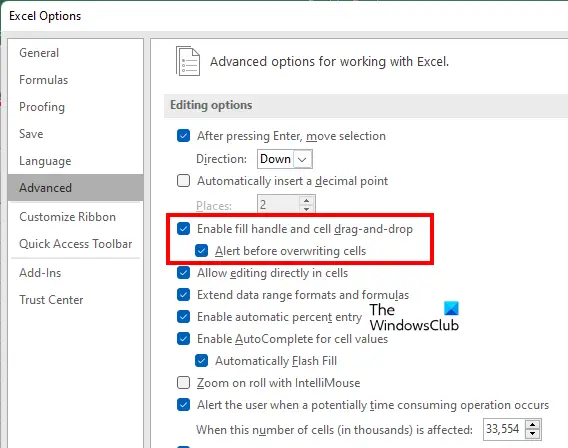 Excel Options
General
Formulas
Proofing
Save
Language
Advanced
Customize Ribbon
Quick Access Toolbar
Add-Ins
Trust Center
Advanced options for working with Excel.
Editing options
After pressing Enter, move selection
Direction: Down
Automatically insert a decimal point
Places: 2
Enable fill handle and cell drag-and-drop
Alert before overwriting cells
Allow editing directly in cells
Extend data range formats and formulas
Enable automatic percent entry
Enable AutoComplete for cell values
Automatically Flash Fill
Zoom on roll with IntelliMouse
Alert the user when a potentially time consuming operation occurs
When this number of cells (in thousands) is affected: 33,554
The
WindowsClub